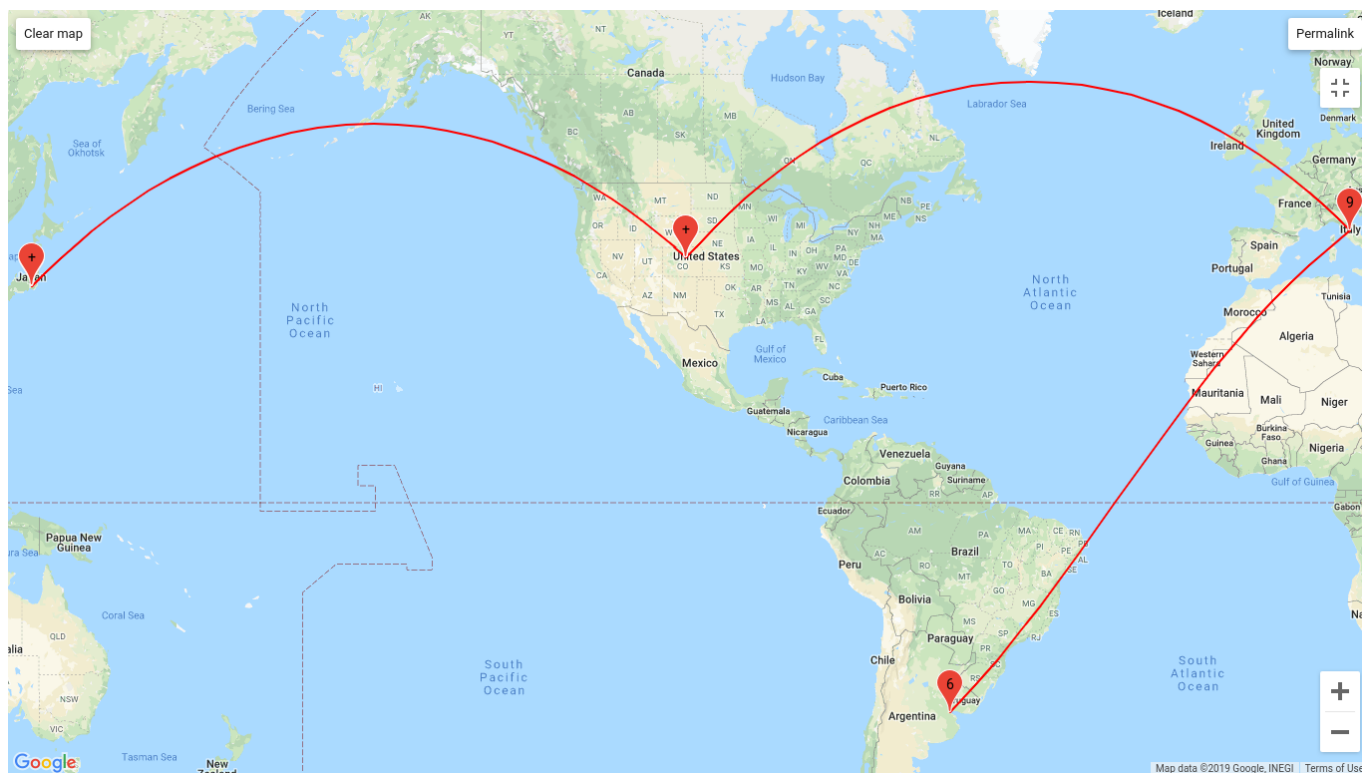 Clear map
Permalink
Iceland
AK
YT
NT
Canada
Hudson Bay
Norway
Bering Sea
Labrador Sea
Sea of
Okhotsk
BC
AB
MB
SK
ON
QC
NL
United
Kingdom
Denmark
Ireland
Germany
France
WA
MT
ND
MN
OR
ID
SD
NB
PE
NS
9
Italy
+
+
Japan
United States
NE
IA
WI
MI
NY
NH
MA
PA
MD
DE
NV
UT
CO
KS
MO
IL
IN
OH
KY
WV
VA
NC
TN
CA
AZ
NM
OK
AR
MS
AL
SC
GA
TX
LA
FL
Spain
Portugal
Tunisia
Morocco
Algeria
Western
Sahara
Mauritania
Mali
Niger
North
Pacific
Ocean
North
Atlantic
Ocean
Gulf of
Mexico
Mexico
Cuba
Puerto Rico
HI
Sea
Guatemala
Caribbean Sea
Nicaragua
Guinea
Burkina
Faso
Ghana
Nigeria
Gulf of Guinea
Gabon
Venezuela
Guyana
Suriname
Colombia
RR
AP
Ecuador
AM
PA
MA
CE
RN
PB
PI
PE
AL
SE
AC
RO
TO
BA
Peru
Brazil
MT
GO
Bolivia
MG
ES
MS
SP
RJ
Paraguay
PR
SC
RS
Chile
6
Uruguay
Argentina
Papua New
Guinea
ura Sea
Coral Sea
QLD
alia
NSW
VIC
Tasman Sea
New
Zealand
South
Pacific
Ocean
South
Atlantic
Ocean
Na
+
−
Google
Map data ©2019 Google, INEGI
Terms of Use